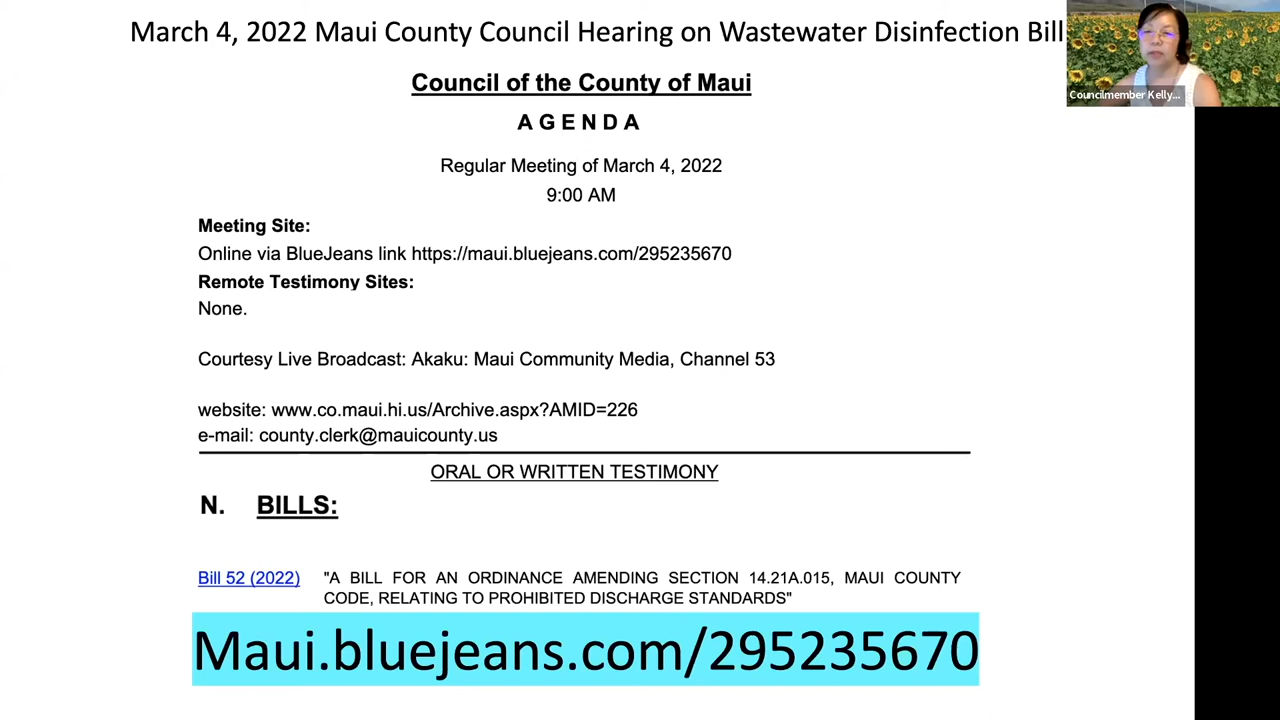 March 4, 2022 Maui County Council Hearing on Wastewater Disinfection Bill
Councilmember Kelly...
Council of the County of Maui
A G E N D A
Regular Meeting of March 4, 2022
9:00 AM
Meeting Site:
Online via BlueJeans link https://maui.bluejeans.com/295235670
Remote Testimony Sites:
None.
Courtesy Live Broadcast: Akaku: Maui Community Media, Channel 53
website: www.co.maui.hi.us/Archive.aspx?AMID=226
e-mail: county.clerk@mauicounty.us
ORAL OR WRITTEN TESTIMONY
N. BILLS:
Bill 52 (2022) "A BILL FOR AN ORDINANCE AMENDING SECTION 14.21A.015, MAUI COUNTY
CODE, RELATING TO PROHIBITED DISCHARGE STANDARDS"
Maui.bluejeans.com/295235670